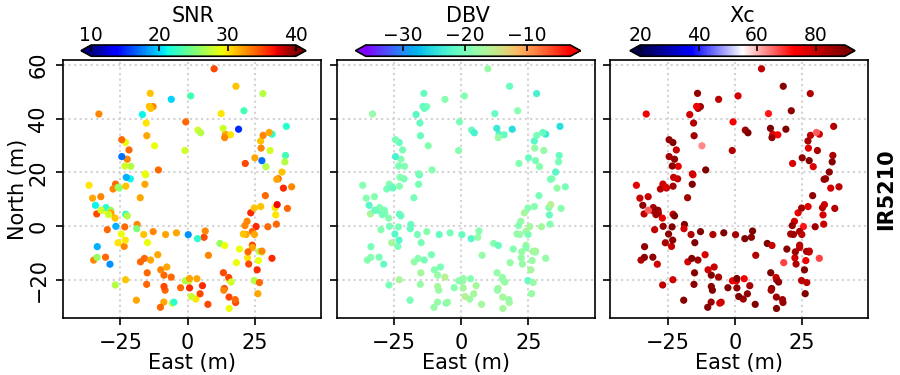 SNR
10 20 30 40
DBV
−30 −20 −10
Xc
20 40 60 80
North (m)
60
40
20
0
−20
−25 0 25
East (m)
−25 0 25
East (m)
−25 0 25
East (m)
IR5210